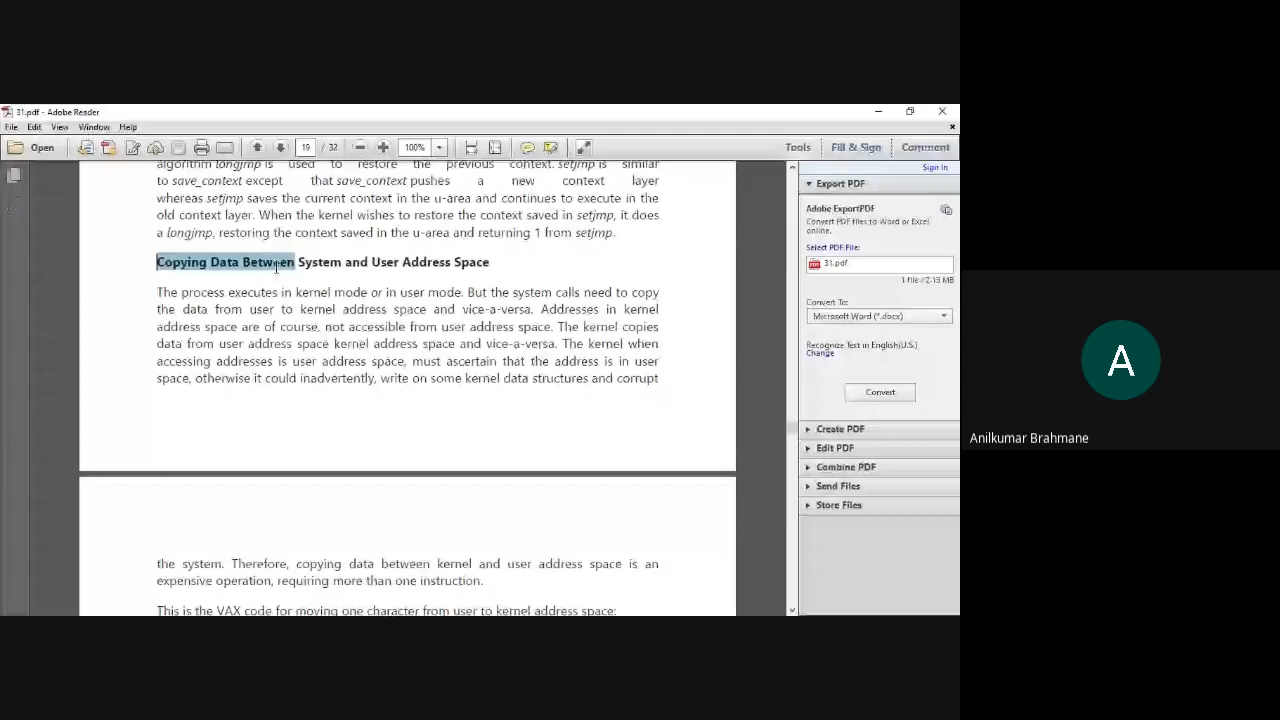 31.pdf - Adobe Reader
File Edit View Window Help
Open 19 / 32 100% Tools Fill & Sign Comment
algorithm longjmp is used to restore the previous context. setjmp is similar
to save_context except that save_context pushes a new context layer
whereas setjmp saves the current context in the u-area and continues to execute in the
old context layer. When the kernel wishes to restore the context saved in setjmp, it does
a longjmp, restoring the context saved in the u-area and returning 1 from setjmp.
Copying Data Between System and User Address Space
The process executes in kernel mode or in user mode. But the system calls need to copy
the data from user to kernel address space and vice-a-versa. Addresses in kernel
address space are of course, not accessible from user address space. The kernel copies
data from user address space kernel address space and vice-a-versa. The kernel when
accessing addresses is user address space, must ascertain that the address is in user
space, otherwise it could inadvertently, write on some kernel data structures and corrupt
the system. Therefore, copying data between kernel and user address space is an
expensive operation, requiring more than one instruction.
This is the VAX code for moving one character from user to kernel address space:
Sign In
Export PDF
Adobe ExportPDF
Convert PDF files to Word or Excel
online.
Select PDF File:
31.pdf
1 file / 2.13 MB
Convert To:
Microsoft Word (*.docx)
Recognize Text in English(U.S.)
Change
Convert
Create PDF
Edit PDF
Combine PDF
Send Files
Store Files
A
Anilkumar Brahmane